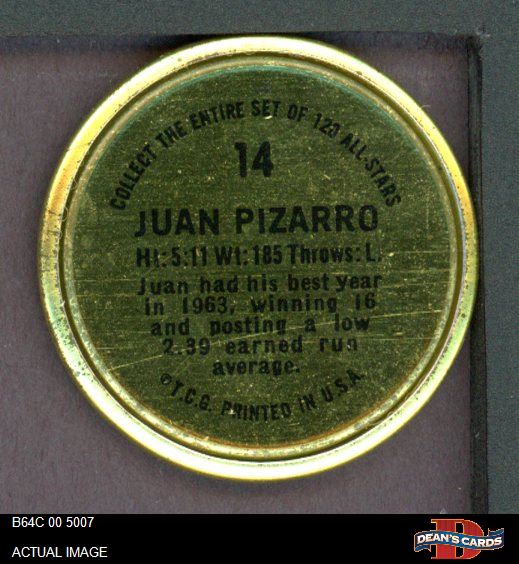 COLLECT THE ENTIRE SET OF 120 ALL-STARS
14
JUAN PIZARRO
Ht:5:11 Wt:185 Throws:L.
Juan had his best year
in 1963, winning 16
and posting a low
2.39 earned run
average.
©T.C.G. PRINTED IN U.S.A.
B64C 00 5007
ACTUAL IMAGE
D
DEAN'S CARDS